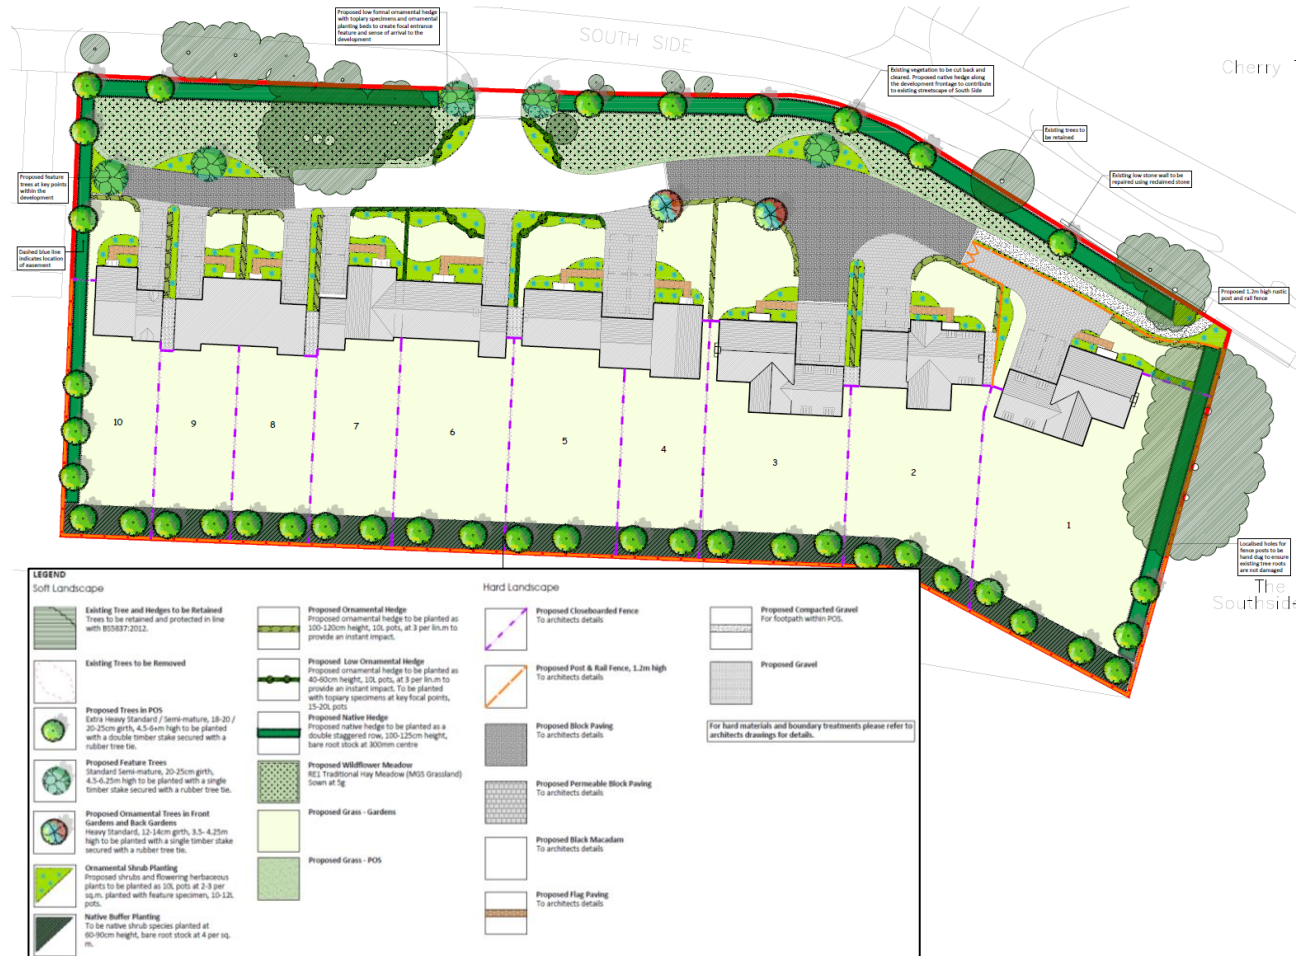 Proposed low formal ornamental hedge
with topiary specimens and ornamental
planting beds to create focal entrance
feature and sense of arrival to the
development
SOUTH SIDE
Cherry
Existing vegetation to be cut back and
cleared. Proposed native hedge along
the development frontage to contribute
to existing streetscape of South Side
Existing trees to
be retained
Existing low stone wall to be
repaired using reclaimed stone
Proposed feature
trees at key points
within the
development
Dashed blue line
indicates location
of easement
Proposed 1.2m high rustic
post and rail fence
10
9
8
7
6
5
4
3
2
1
Localised holes for
fence posts to be
hand dug to ensure
existing tree roots
are not damaged
The
Southside
LEGEND
Soft Landscape
Existing Tree and Hedges to be Retained
Trees to be retained and protected in line
with BS5837:2012.
Existing Trees to be Removed
Proposed Trees in POS
Extra Heavy Standard / Semi-mature, 18-20 /
20-25cm girth, 4.5-6+m high to be planted
with a double timber stake secured with a
rubber tree tie.
Proposed Feature Trees
Standard Semi-mature, 20-25cm girth,
4.5-6.25m high to be planted with a single
timber stake secured with a rubber tree tie.
Proposed Ornamental Trees in Front
Gardens and Back Gardens
Heavy Standard, 12-14cm girth, 3.5- 4.25m
high to be planted with a single timber stake
secured with a rubber tree tie.
Ornamental Shrub Planting
Proposed shrubs and flowering herbaceous
plants to be planted as 10L pots at 2-3 per
sq.m. planted with feature specimen, 10-12L
pots.
Native Buffer Planting
To be native shrub species planted at
60-90cm height, bare root stock at 4 per sq.
m.
Proposed Ornamental Hedge
Proposed ornamental hedge to be planted as
100-120cm height, 10L pots, at 3 per lin.m to
provide an instant impact.
Proposed Low Ornamental Hedge
Proposed ornamental hedge to be planted as
40-60cm height, 10L pots, at 3 per lin.m to
provide an instant impact. To be planted
with topiary specimens at key focal points,
15-20L pots
Proposed Native Hedge
Proposed native hedge to be planted as a
double staggered row, 100-125cm height,
bare root stock at 300mm centre
Proposed Wildflower Meadow
RE1 Traditional Hay Meadow (MG5 Grassland)
Sown at 5g
Proposed Grass - Gardens
Proposed Grass - POS
Hard Landscape
Proposed Closeboarded Fence
To architects details
Proposed Post & Rail Fence, 1.2m high
To architects details
Proposed Block Paving
To architects details
Proposed Permeable Block Paving
To architects details
Proposed Black Macadam
To architects details
Proposed Flag Paving
To architects details
Proposed Compacted Gravel
For footpath within POS.
Proposed Gravel
For hard materials and boundary treatments please refer to
architects drawings for details.